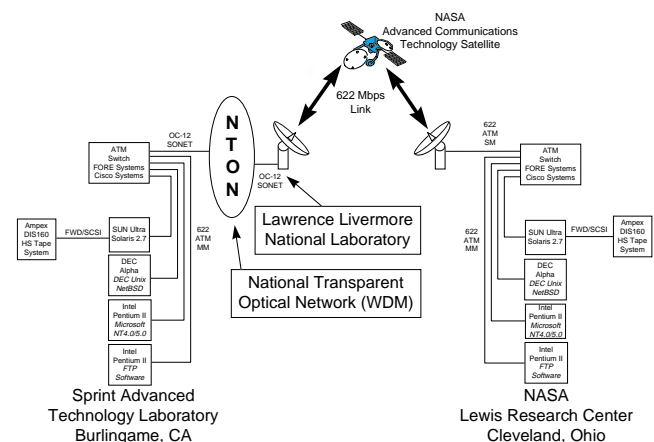 NASA
Advanced Communications
Technology Satellite
622 Mbps
Link
N
T
O
N
OC-12
SONET
OC-12
SONET
622
ATM
SM
ATM
Switch
FORE Systems
Cisco Systems
ATM
Switch
FORE Systems
Cisco Systems
Lawrence Livermore
National Laboratory
National Transparent
Optical Network (WDM)
Ampex
DIS160
HS Tape
System
FWD/SCSI
SUN Ultra
Solaris 2.7
622
ATM
MM
DEC
Alpha
DEC Unix
NetBSD
Intel
Pentium II
Microsoft
NT4.0/5.0
Intel
Pentium II
FTP
Software
622
ATM
MM
SUN Ultra
Solaris 2.7
FWD/SCSI
Ampex
DIS160
HS Tape
System
DEC
Alpha
DEC Unix
NetBSD
Intel
Pentium II
Microsoft
NT4.0/5.0
Intel
Pentium II
FTP
Software
Sprint Advanced
Technology Laboratory
Burlingame, CA
NASA
Lewis Research Center
Cleveland, Ohio